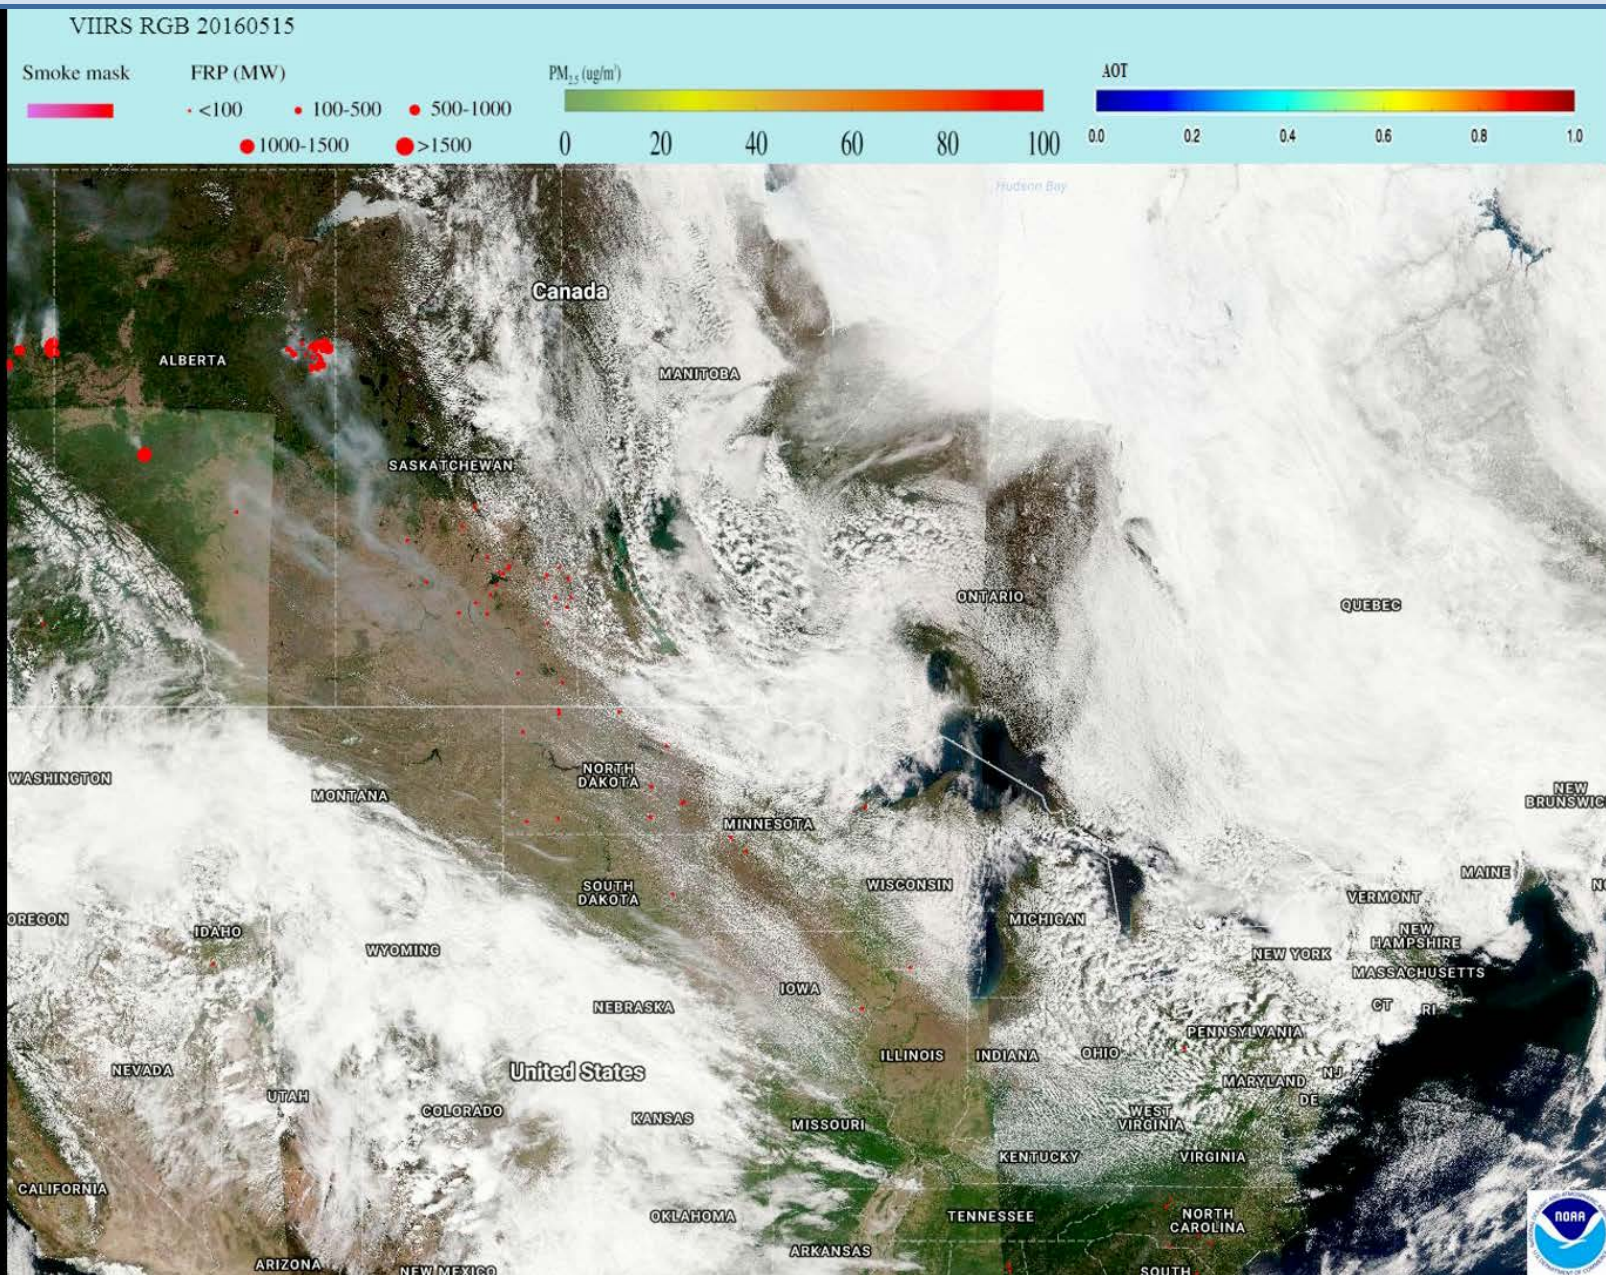 VIIRS RGB 20160515
Smoke mask
FRP (MW)
<100
100-500
500-1000
1000-1500
>1500
PM2.5 (ug/m³)
0 20 40 60 80 100
AOT
0.0 0.2 0.4 0.6 0.8 1.0
Hudson Bay
Canada
ALBERTA
MANITOBA
SASKATCHEWAN
ONTARIO
QUEBEC
WASHINGTON
MONTANA
NORTH
DAKOTA
MINNESOTA
NEW
BRUNSWIC
MAINE
VERMONT
OREGON
IDAHO
WYOMING
SOUTH
DAKOTA
WISCONSIN
MICHIGAN
NEW YORK
NEW
HAMPSHIRE
MASSACHUSETTS
CT
RI
NEBRASKA
IOWA
PENNSYLVANIA
NEVADA
UTAH
United States
COLORADO
KANSAS
ILLINOIS
INDIANA
OHIO
MARYLAND
NJ
DE
MISSOURI
WEST
VIRGINIA
KENTUCKY
VIRGINIA
CALIFORNIA
OKLAHOMA
TENNESSEE
NORTH
CAROLINA
ARIZONA
NEW MEXICO
ARKANSAS
SOUTH
NOAA